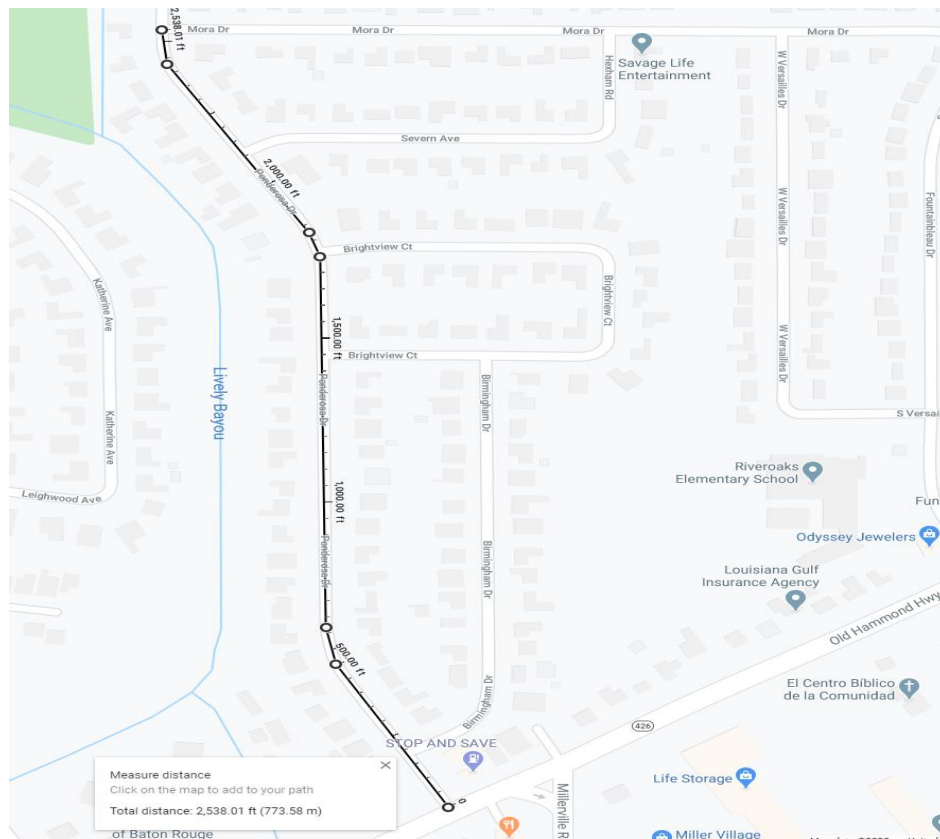 2,538.01 ft
Mora Dr
Mora Dr
Mora Dr
Mora Dr
Savage Life
Entertainment
Hexham Rd
W Versailles Dr
Severn Ave
2,000.00 ft
Ponderosa Dr
W Versailles Dr
Fountainbleau Dr
Brightview Ct
Brightview Ct
Katherine Ave
1,500.00 ft
Brightview Ct
W Versailles Dr
Lively Bayou
Ponderosa Dr
Birmingham Dr
Katherine Ave
S Versai
Leighwood Ave
1,000.00 ft
Riveroaks
Elementary School
Fun
Odyssey Jewelers
Ponderosa Dr
Birmingham Dr
Louisiana Gulf
Insurance Agency
Old Hammond Hwy
500.00 ft
El Centro Bíblico
de la Comunidad
Birmingham Dr
426
STOP AND SAVE
0
Life Storage
Millerville R
Measure distance
Click on the map to add to your path
Total distance: 2,538.01 ft (773.58 m)
of Baton Rouge
Miller Village